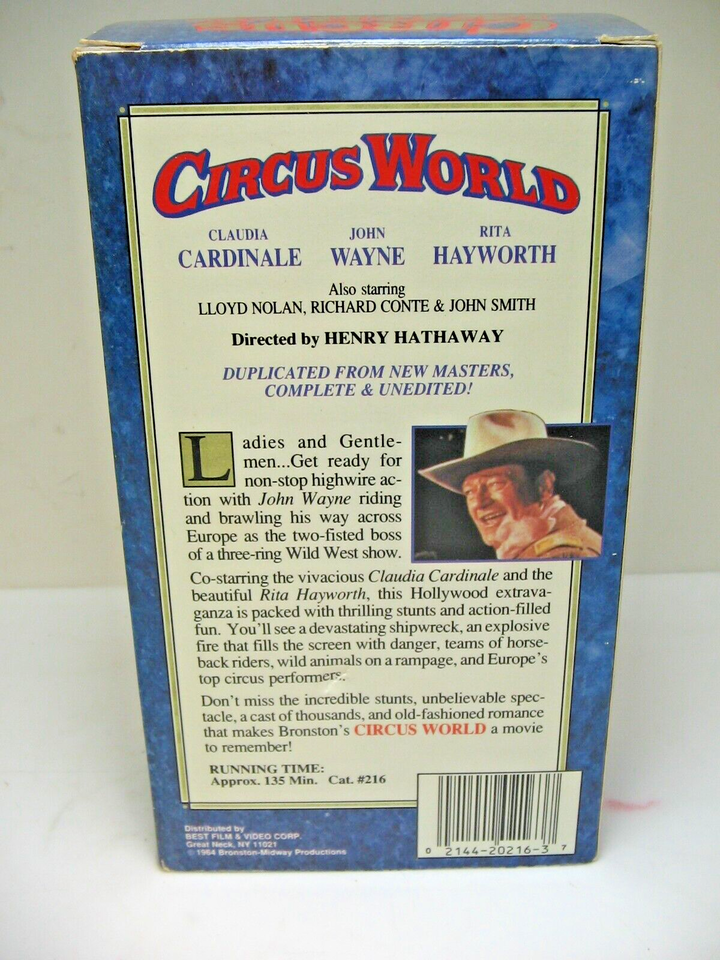 CIRCUS WORLD
CLAUDIA JOHN RITA
CARDINALE WAYNE HAYWORTH
Also starring
LLOYD NOLAN, RICHARD CONTE & JOHN SMITH
Directed by HENRY HATHAWAY
DUPLICATED FROM NEW MASTERS,
COMPLETE & UNEDITED!
Ladies and Gentle-
men...Get ready for
non-stop highwire ac-
tion with John Wayne riding
and brawling his way across
Europe as the two-fisted boss
of a three-ring Wild West show.
Co-starring the vivacious Claudia Cardinale and the
beautiful Rita Hayworth, this Hollywood extrava-
ganza is packed with thrilling stunts and action-filled
fun. You'll see a devastating shipwreck, an explosive
fire that fills the screen with danger, teams of horse-
back riders, wild animals on a rampage, and Europe's
top circus performers.
Don't miss the incredible stunts, unbelievable spec-
tacle, a cast of thousands, and old-fashioned romance
that makes Bronston's CIRCUS WORLD a movie
to remember!
RUNNING TIME:
Approx. 135 Min. Cat. #216
Distributed by
BEST FILM & VIDEO CORP.
Great Neck, NY 11021
© 1964 Bronston-Midway Productions
0 2144-20216-3 7